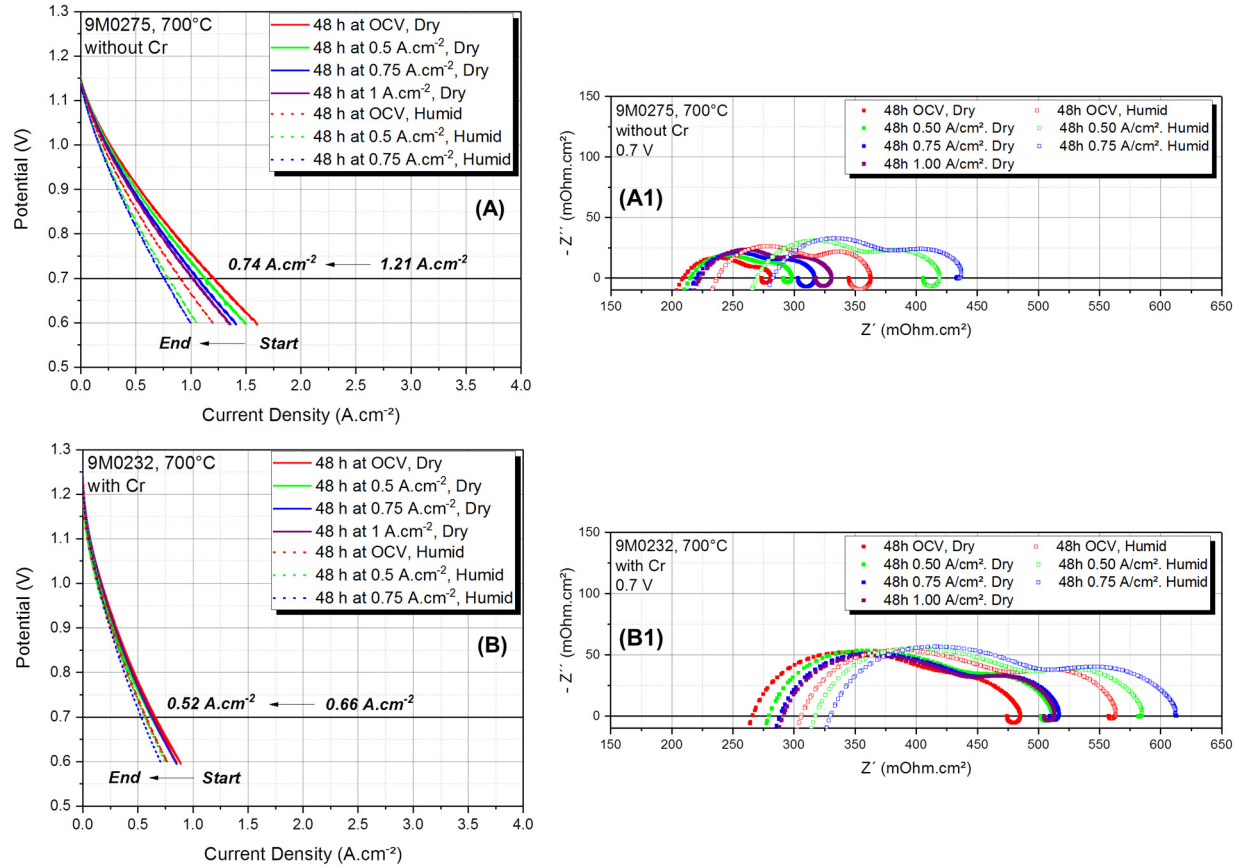 9M0275, 700°C
without Cr
48 h at OCV, Dry
48 h at 0.5 A.cm⁻², Dry
48 h at 0.75 A.cm⁻², Dry
48 h at 1 A.cm⁻², Dry
48 h at OCV, Humid
48 h at 0.5 A.cm⁻², Humid
48 h at 0.75 A.cm⁻², Humid
(A)
0.74 A.cm⁻² 1.21 A.cm⁻²
End Start
1.3
1.2
1.1
1.0
0.9
0.8
0.7
0.6
0.5
Potential (V)
0.0 0.5 1.0 1.5 2.0 2.5 3.0 3.5 4.0
Current Density (A.cm⁻²)
9M0275, 700°C
without Cr
0.7 V
48h OCV, Dry 48h OCV, Humid
48h 0.50 A/cm². Dry 48h 0.50 A/cm². Humid
48h 0.75 A/cm². Dry 48h 0.75 A/cm². Humid
48h 1.00 A/cm². Dry
(A1)
150
125
100
75
50
25
0
- Z´´ (mOhm.cm²)
150 200 250 300 350 400 450 500 550 600 650
Z´ (mOhm.cm²)
9M0232, 700°C
with Cr
48 h at OCV, Dry
48 h at 0.5 A.cm⁻², Dry
48 h at 0.75 A.cm⁻², Dry
48 h at 1 A.cm⁻², Dry
48 h at OCV, Humid
48 h at 0.5 A.cm⁻², Humid
48 h at 0.75 A.cm⁻², Humid
(B)
0.52 A.cm⁻² 0.66 A.cm⁻²
End Start
1.3
1.2
1.1
1.0
0.9
0.8
0.7
0.6
0.5
Potential (V)
0.0 0.5 1.0 1.5 2.0 2.5 3.0 3.5 4.0
Current Density (A.cm⁻²)
9M0232, 700°C
with Cr
0.7 V
48h OCV, Dry 48h OCV, Humid
48h 0.50 A/cm². Dry 48h 0.50 A/cm². Humid
48h 0.75 A/cm². Dry 48h 0.75 A/cm². Humid
48h 1.00 A/cm². Dry
(B1)
150
125
100
75
50
25
0
- Z´´ (mOhm.cm²)
150 200 250 300 350 400 450 500 550 600 650
Z´ (mOhm.cm²)